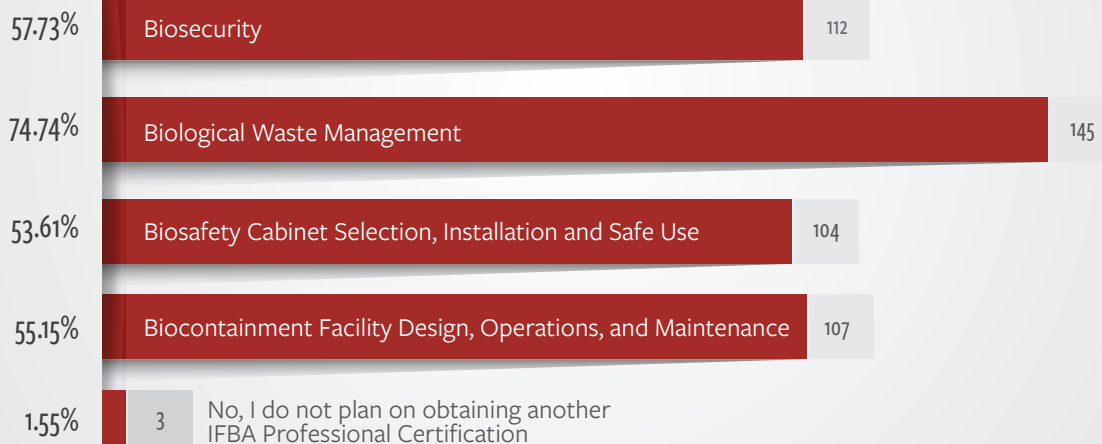 57.73% Biosecurity 112
74.74% Biological Waste Management 145
53.61% Biosafety Cabinet Selection, Installation and Safe Use 104
55.15% Biocontainment Facility Design, Operations, and Maintenance 107
1.55% 3 No, I do not plan on obtaining another
IFBA Professional Certification